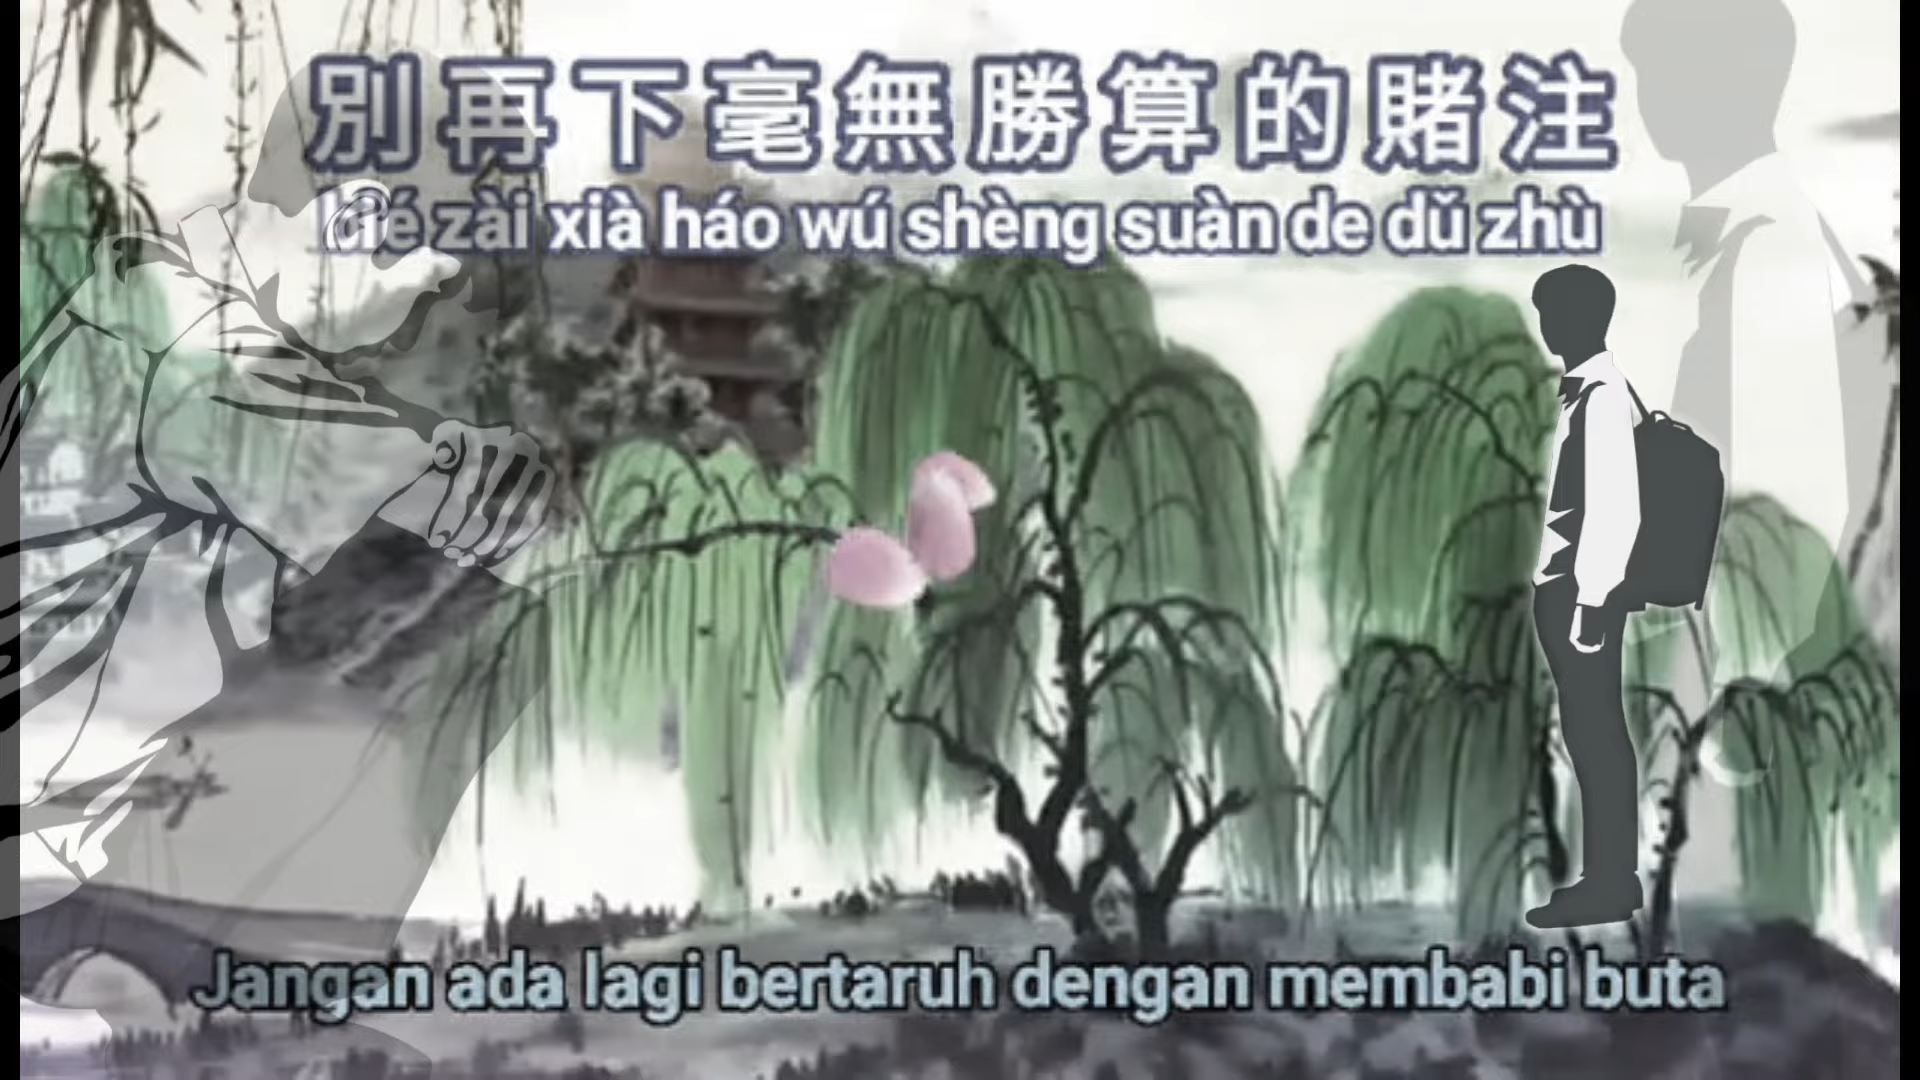 別再下毫無勝算的賭注
bié zài xià háo wú shèng suàn de dǔ zhù
Jangan ada lagi bertaruh dengan membabi buta